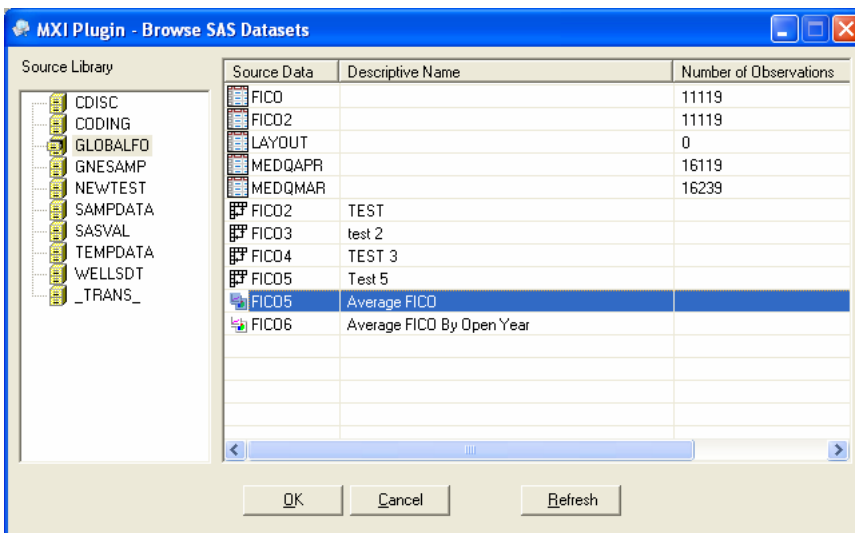 MXI Plugin - Browse SAS Datasets
Source Library
CDISC
CODING
GLOBALFO
GNESAMP
NEWTEST
SAMPDATA
SASVAL
TEMPDATA
WELLSDT
_TRANS_
Source Data Descriptive Name Number of Observations
FICO 11119
FICO2 11119
LAYOUT 0
MEDQAPR 16119
MEDQMAR 16239
FICO2 TEST
FICO3 test 2
FICO4 TEST 3
FICO5 Test 5
FICO5 Average FICO
FICO6 Average FICO By Open Year
OK Cancel Refresh